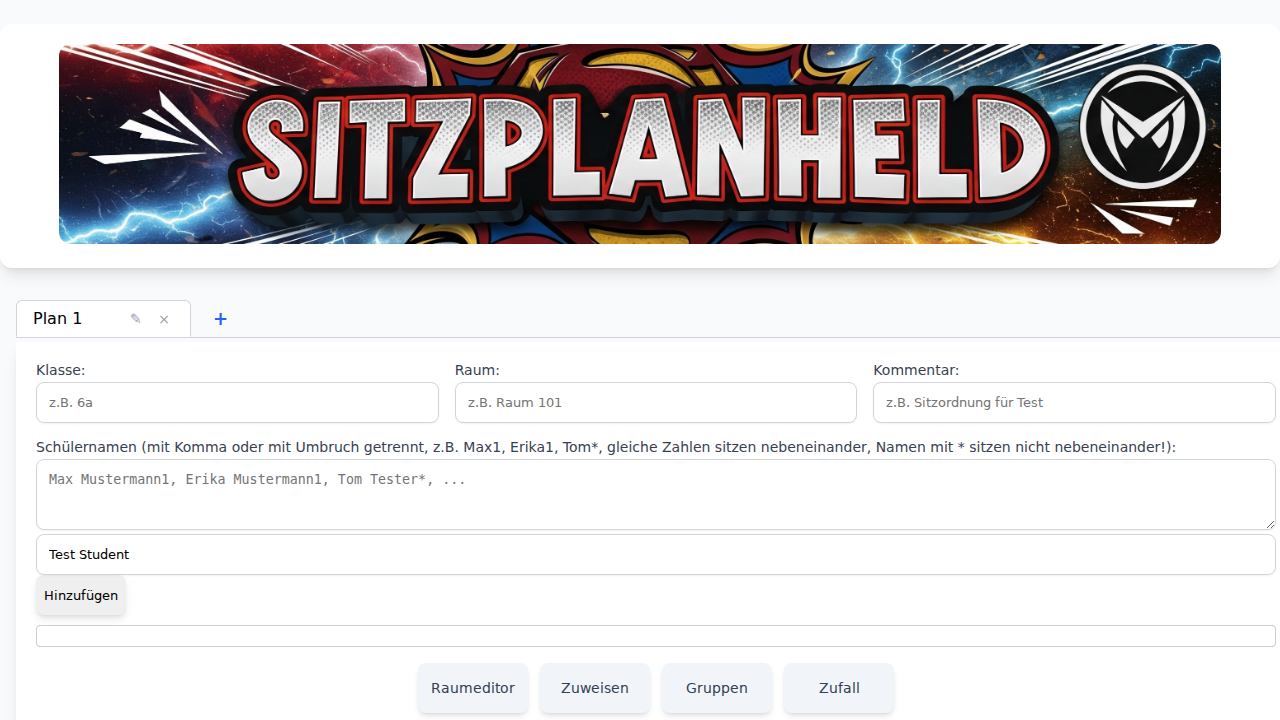 SITZPLANHELD
Plan 1 ✎ × +
Klasse: Raum: Kommentar:
z.B. 6a z.B. Raum 101 z.B. Sitzordnung für Test
Schülernamen (mit Komma oder mit Umbruch getrennt, z.B. Max1, Erika1, Tom*, gleiche Zahlen sitzen nebeneinander, Namen mit * sitzen nicht nebeneinander!):
Max Mustermann1, Erika Mustermann1, Tom Tester*, ...
Test Student
Hinzufügen
Raumeditor Zuweisen Gruppen Zufall